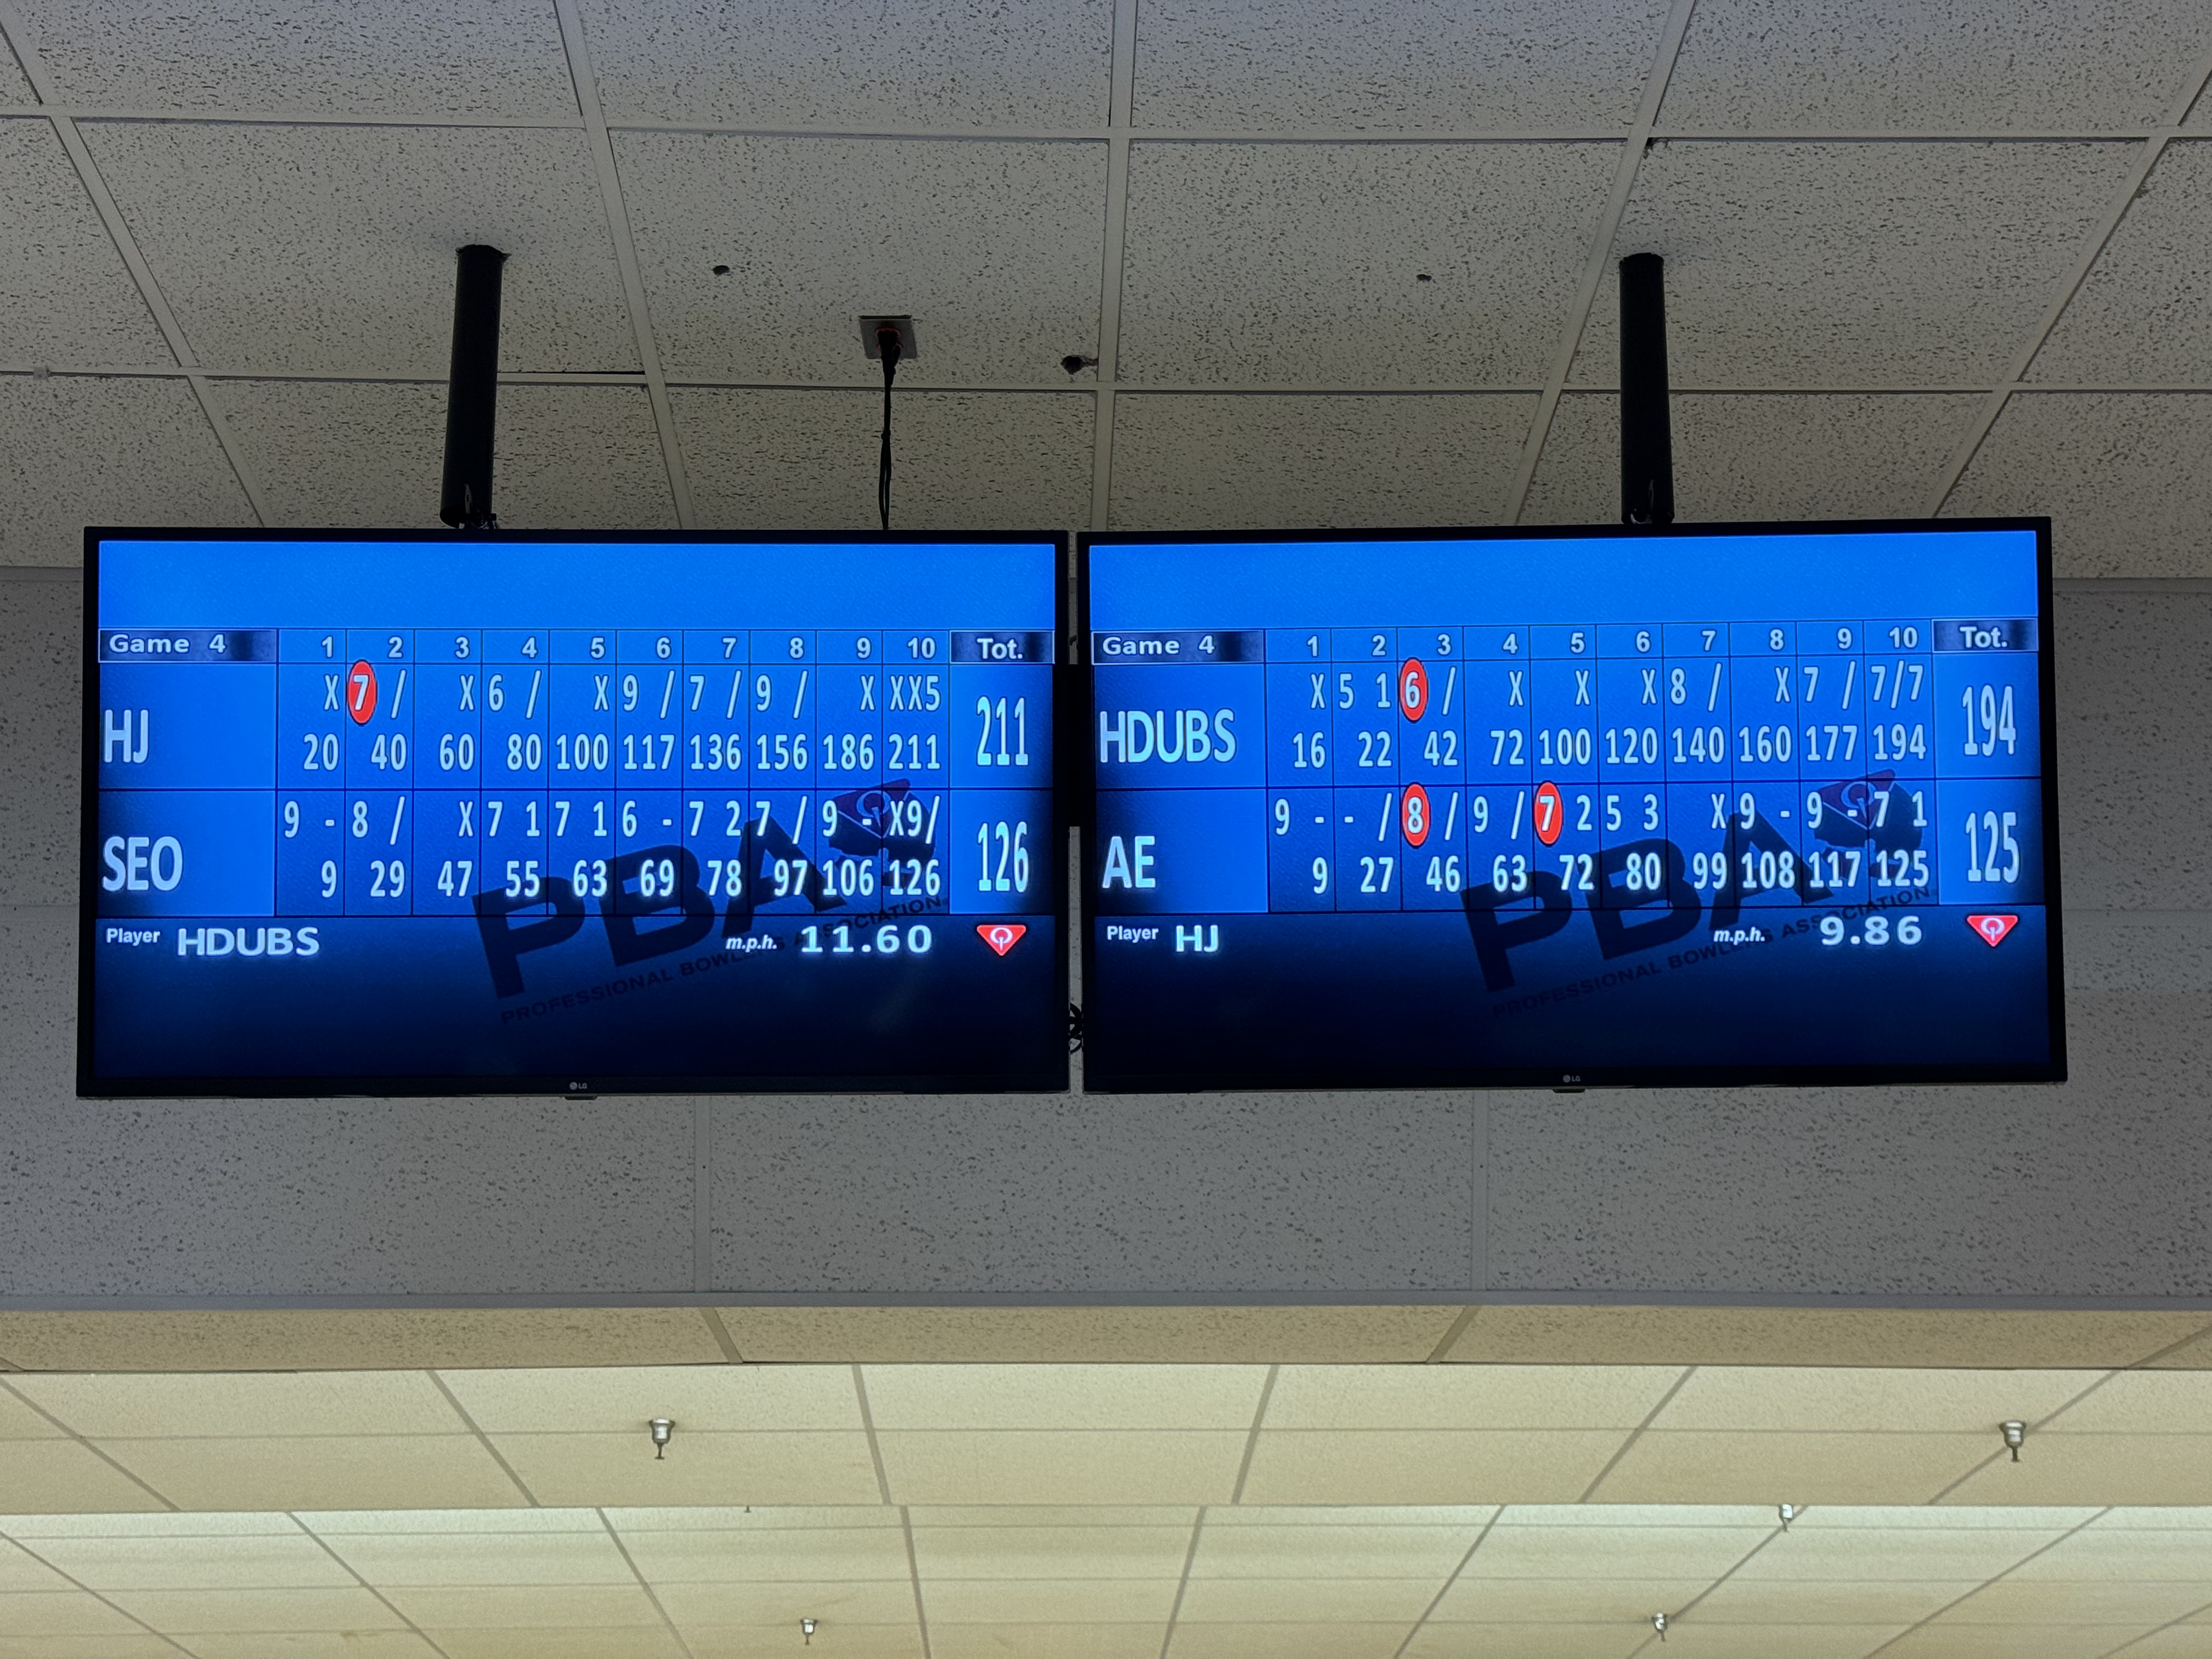 Game 4 1 2 3 4 5 6 7 8 9 10 Tot.
HJ X 7 / X 6 / X 9 / 7 / 9 / X XX5 211
20 40 60 80 100 117 136 156 186 211
SEO 9 - 8 / X 7 1 7 1 6 - 7 2 7 / 9 - X9/ 126
9 29 47 55 63 69 78 97 106 126
Player HDUBS m.p.h. 11.60
PBA
PROFESSIONAL BOWLERS ASSOCIATION
LG
Game 4 1 2 3 4 5 6 7 8 9 10 Tot.
HDUBS X 5 1 6 / X X X 8 / X 7 / 7/7 194
16 22 42 72 100 120 140 160 177 194
AE 9 - - / 8 / 9 / 7 2 5 3 X 9 - 9 - 7 1 125
9 27 46 63 72 80 99 108 117 125
Player HJ m.p.h. 9.86
PBA
PROFESSIONAL BOWLERS ASSOCIATION
LG